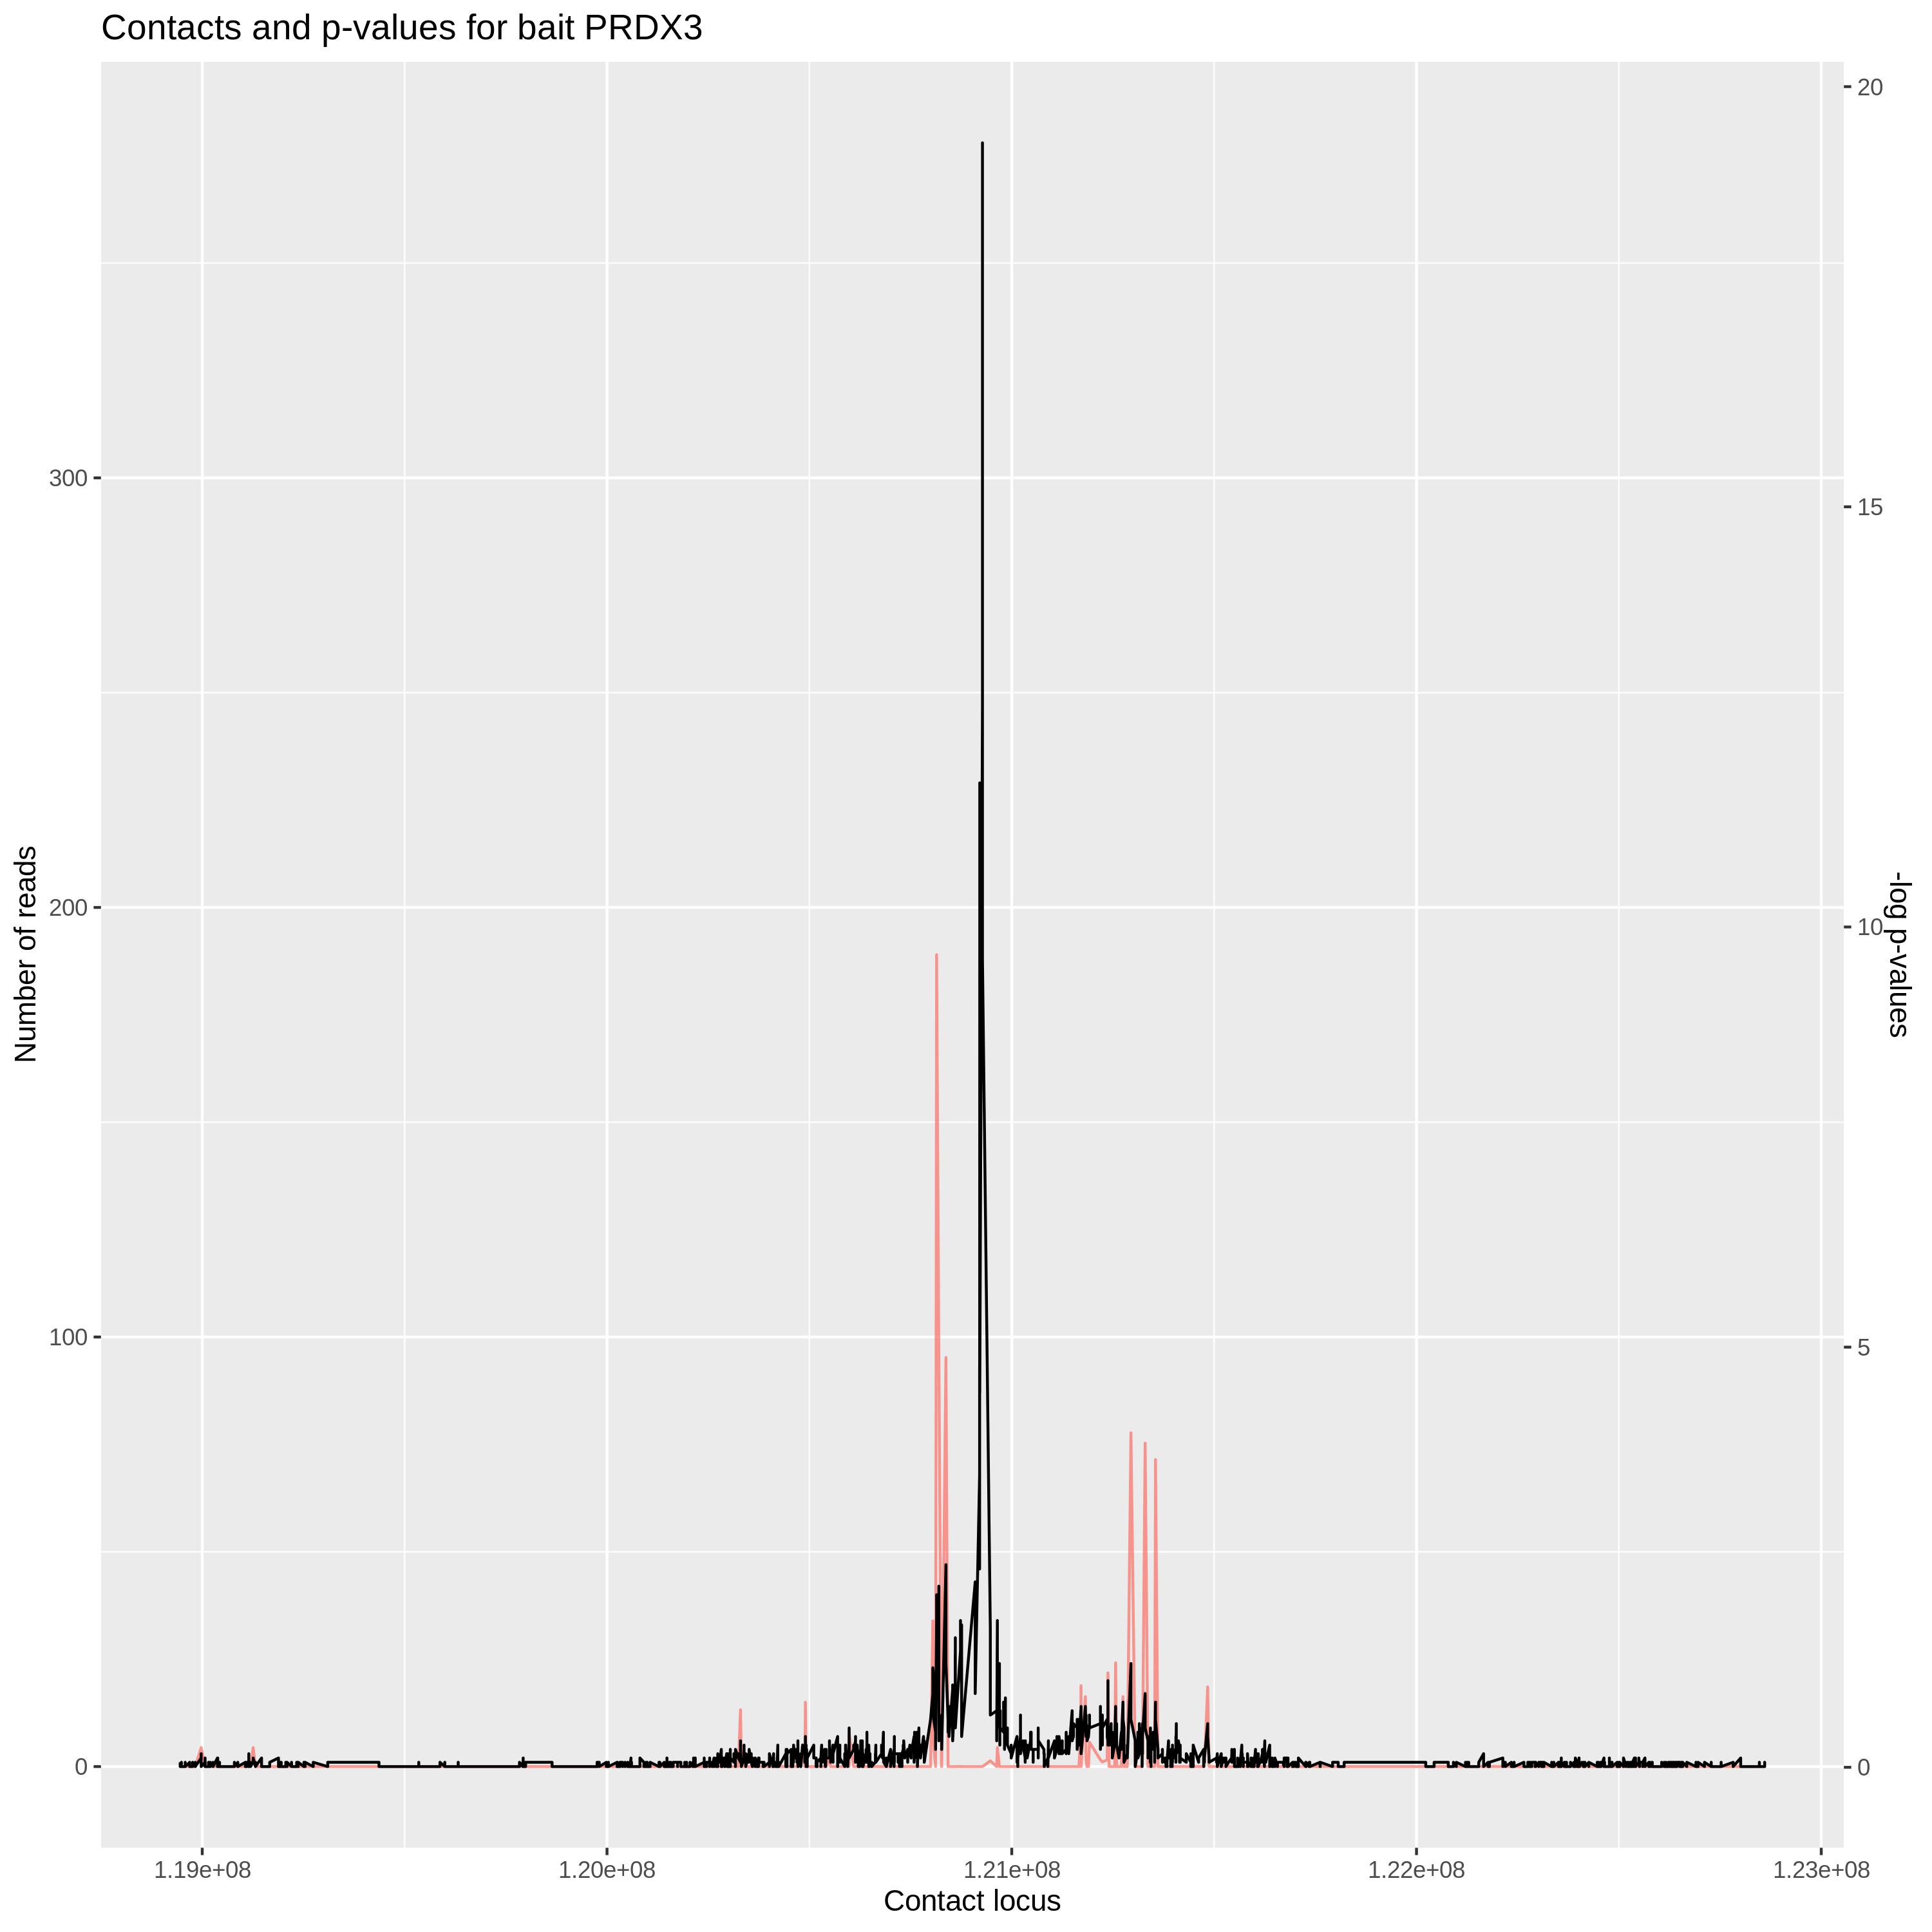 Contacts and p-values for bait PRDX3
20
15
10
5
0
300
200
100
0
Number of reads
-log p-values
1.19e+08 1.20e+08 1.21e+08 1.22e+08 1.23e+08
Contact locus